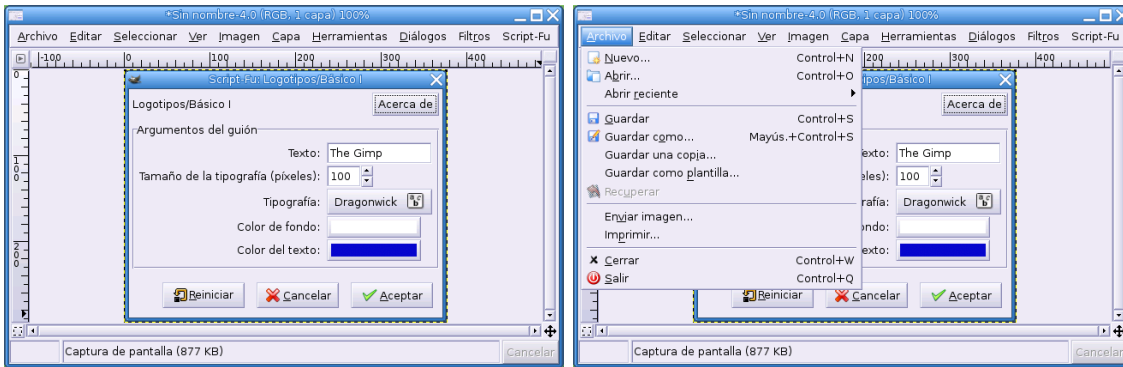 *Sin nombre-4.0 (RGB, 1 capa) 100%
Archivo Editar Seleccionar Ver Imagen Capa Herramientas Diálogos Filtros Script-Fu
-100 0 100 200 300 400
0
Script-Fu: Logotipos/Básico I
Logotipos/Básico I Acerca de
Argumentos del guión
Texto: The Gimp
100
Tamaño de la tipografía (píxeles): 100
Tipografía: Dragonwick
Color de fondo:
200
Color del texto:
Reiniciar Cancelar Aceptar
Captura de pantalla (877 KB) Cancelar
*Sin nombre-4.0 (RGB, 1 capa) 100%
Archivo Editar Seleccionar Ver Imagen Capa Herramientas Diálogos Filtros Script-Fu
200 300 400
Nuevo... Control+N
Abrir... Control+O
Abrir reciente
Guardar Control+S
Guardar como... Mayús.+Control+S
Guardar una copia...
Guardar como plantilla...
Recuperar
Enviar imagen...
Imprimir...
Cerrar Control+W
Salir Control+Q
ipos/Básico I
Acerca de
exto: The Gimp
eles): 100
rafía: Dragonwick
ondo:
texto:
Reiniciar Cancelar Aceptar
Captura de pantalla (877 KB) Cancelar